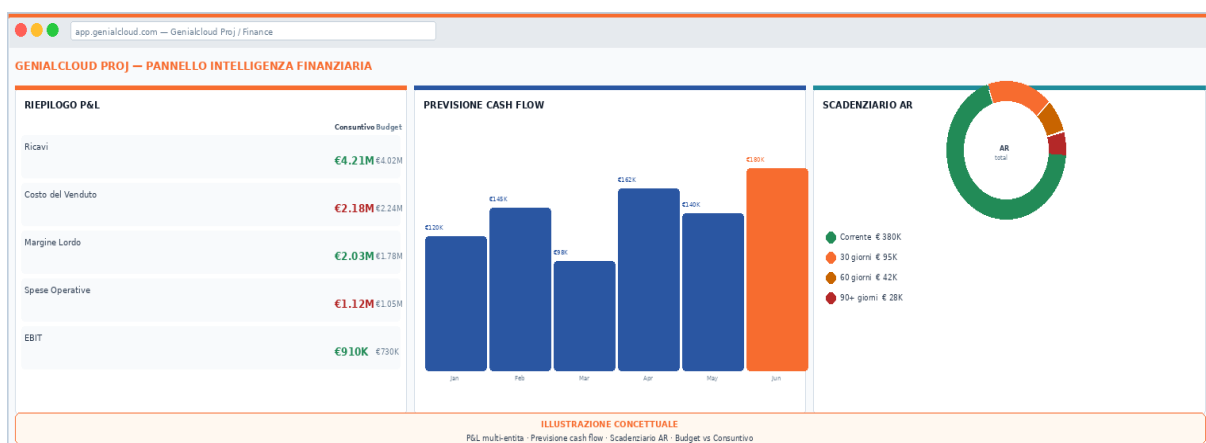 app.genialcloud.com — Genialcloud Proj / Finance
GENIALCLOUD PROJ — PANNELLO INTELLIGENZA FINANZIARIA
RIEPILOGO P&L
Consuntivo Budget
Ricavi
€4.21M €4.02M
Costo del Venduto
€2.18M €2.24M
Margine Lordo
€2.03M €1.78M
Spese Operative
€1.12M €1.05M
EBIT
€910K €730K
PREVISIONE CASH FLOW
€120K
€145K
€98K
€162K
€140K
€180K
Jan Feb Mar Apr May Jun
SCADENZIARIO AR
AR
total
Corrente € 380K
30 giorni € 95K
60 giorni € 42K
90+ giorni € 28K
ILLUSTRAZIONE CONCETTUALE
P&L multi-entita · Previsione cash flow · Scadenziario AR · Budget vs Consuntivo